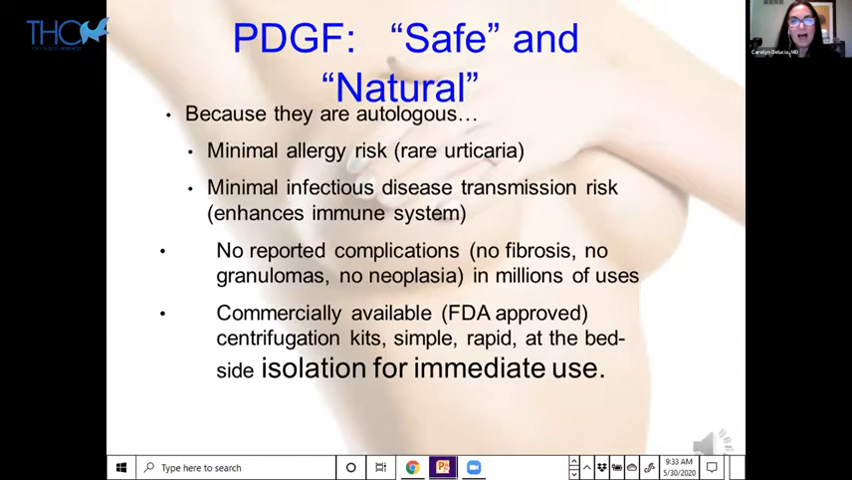 THC
PDGF: “Safe” and
“Natural”
• Because they are autologous…
• Minimal allergy risk (rare urticaria)
• Minimal infectious disease transmission risk
(enhances immune system)
• No reported complications (no fibrosis, no
granulomas, no neoplasia) in millions of uses
• Commercially available (FDA approved)
centrifugation kits, simple, rapid, at the bed-
side isolation for immediate use.
Carolyn Delucia, MD
Type here to search
9:33 AM
5/30/2020